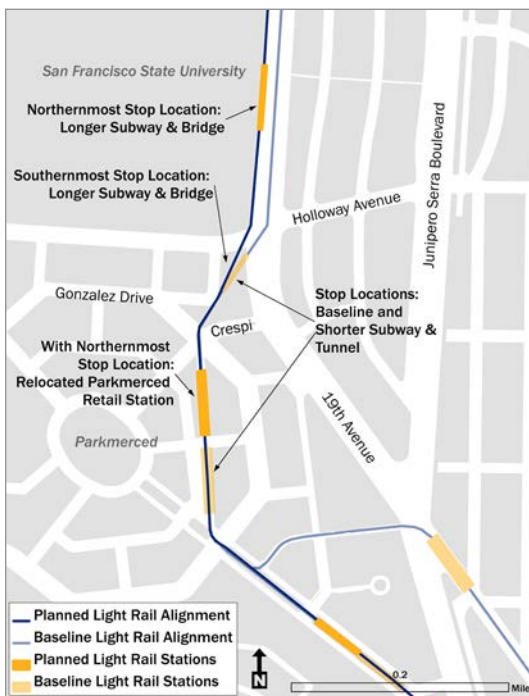 San Francisco State University
Northernmost Stop Location:
Longer Subway & Bridge
Southernmost Stop Location:
Longer Subway & Bridge
Holloway Avenue
Junipero Serra Boulevard
Gonzalez Drive
Stop Locations:
Baseline and
Shorter Subway &
Tunnel
Crespi
With Northernmost
Stop Location:
Relocated Parkmerced
Retail Station
19th Avenue
Parkmerced
Planned Light Rail Alignment
Baseline Light Rail Alignment
Planned Light Rail Stations
Baseline Light Rail Stations
N
0.2
Mile